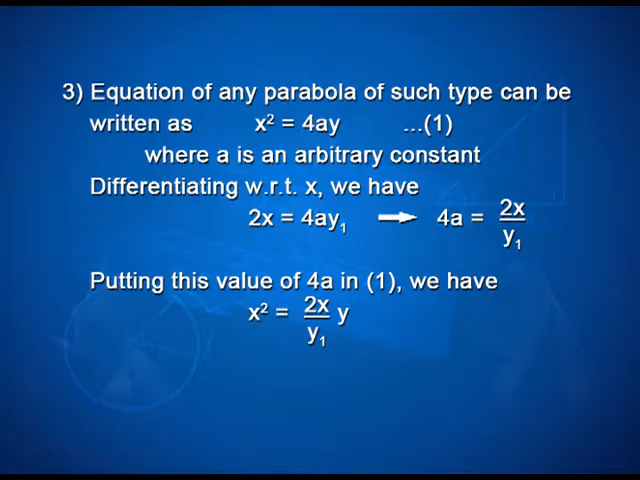 3) Equation of any parabola of such type can be
written as x² = 4ay ...(1)
where a is an arbitrary constant
Differentiating w.r.t. x, we have
2x = 4ay₁ → 4a = 2x/y₁
Putting this value of 4a in (1), we have
x² = 2x/y₁ y